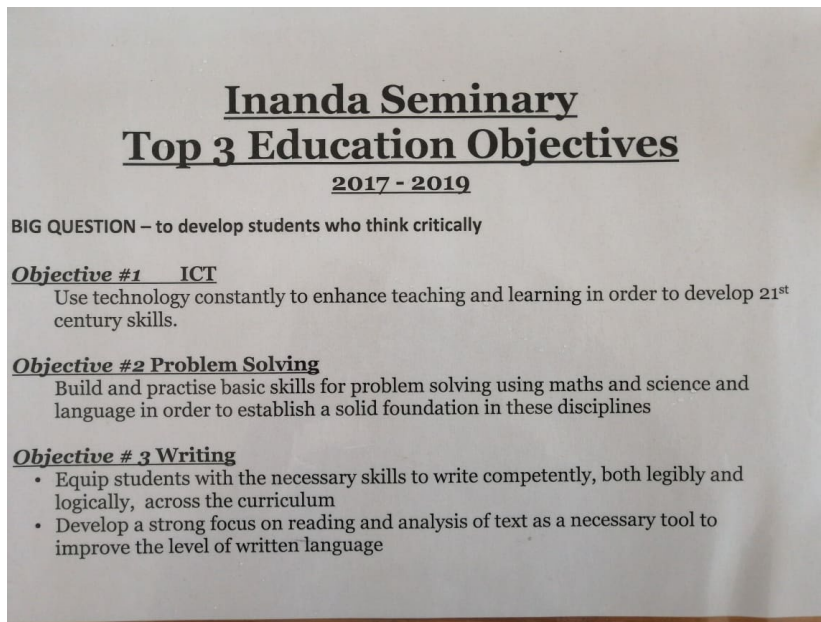 Inanda Seminary
Top 3 Education Objectives
2017 - 2019
BIG QUESTION – to develop students who think critically
Objective #1 ICT
Use technology constantly to enhance teaching and learning in order to develop 21st
century skills.
Objective #2 Problem Solving
Build and practise basic skills for problem solving using maths and science and
language in order to establish a solid foundation in these disciplines
Objective # 3 Writing
• Equip students with the necessary skills to write competently, both legibly and
logically, across the curriculum
• Develop a strong focus on reading and analysis of text as a necessary tool to
improve the level of written language